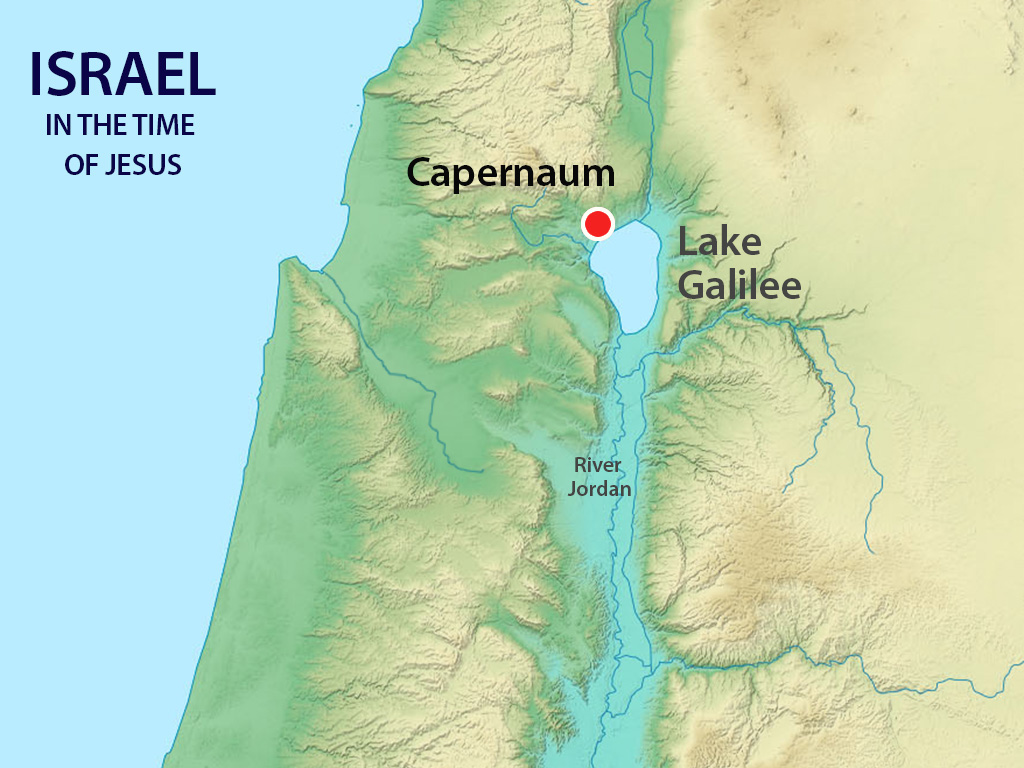 ISRAEL
IN THE TIME
OF JESUS
Capernaum
Lake
Galilee
River
Jordan